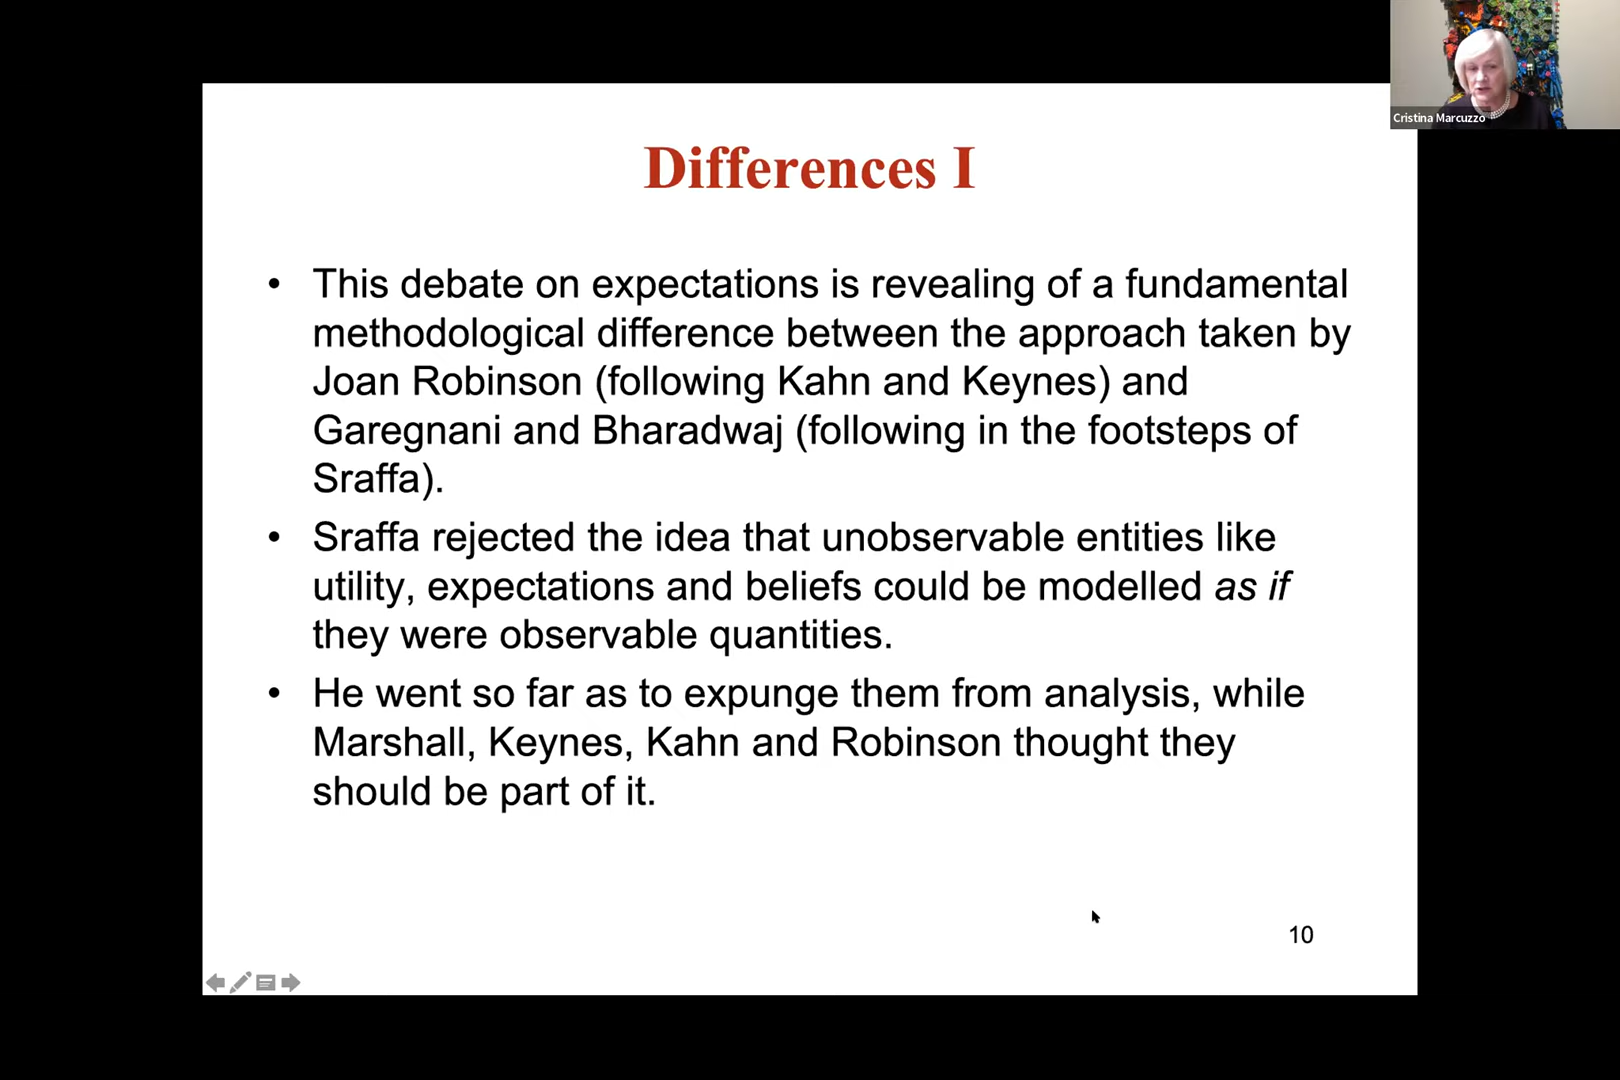 Cristina Marcuzzo
Differences I
• This debate on expectations is revealing of a fundamental
methodological difference between the approach taken by
Joan Robinson (following Kahn and Keynes) and
Garegnani and Bharadwaj (following in the footsteps of
Sraffa).
• Sraffa rejected the idea that unobservable entities like
utility, expectations and beliefs could be modelled as if
they were observable quantities.
• He went so far as to expunge them from analysis, while
Marshall, Keynes, Kahn and Robinson thought they
should be part of it.
10